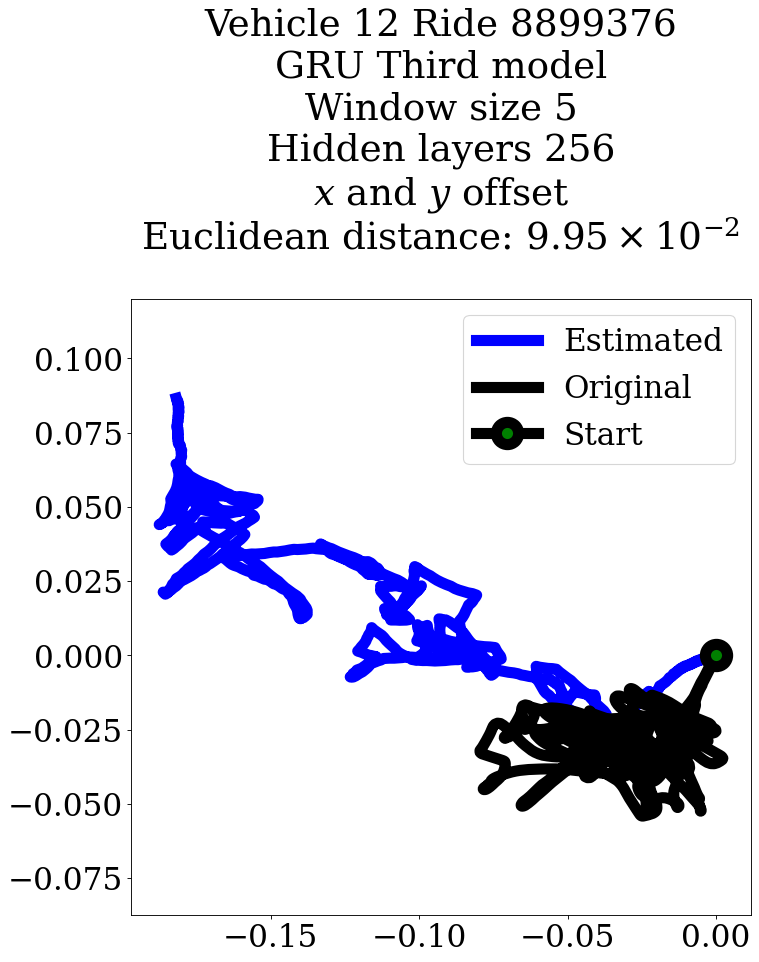 Vehicle 12 Ride 8899376
GRU Third model
Window size 5
Hidden layers 256
x and y offset
Euclidean distance: 9.95 × 10⁻²
Estimated
Original
Start
0.100
0.075
0.050
0.025
0.000
−0.025
−0.050
−0.075
−0.15 −0.10 −0.05 0.00